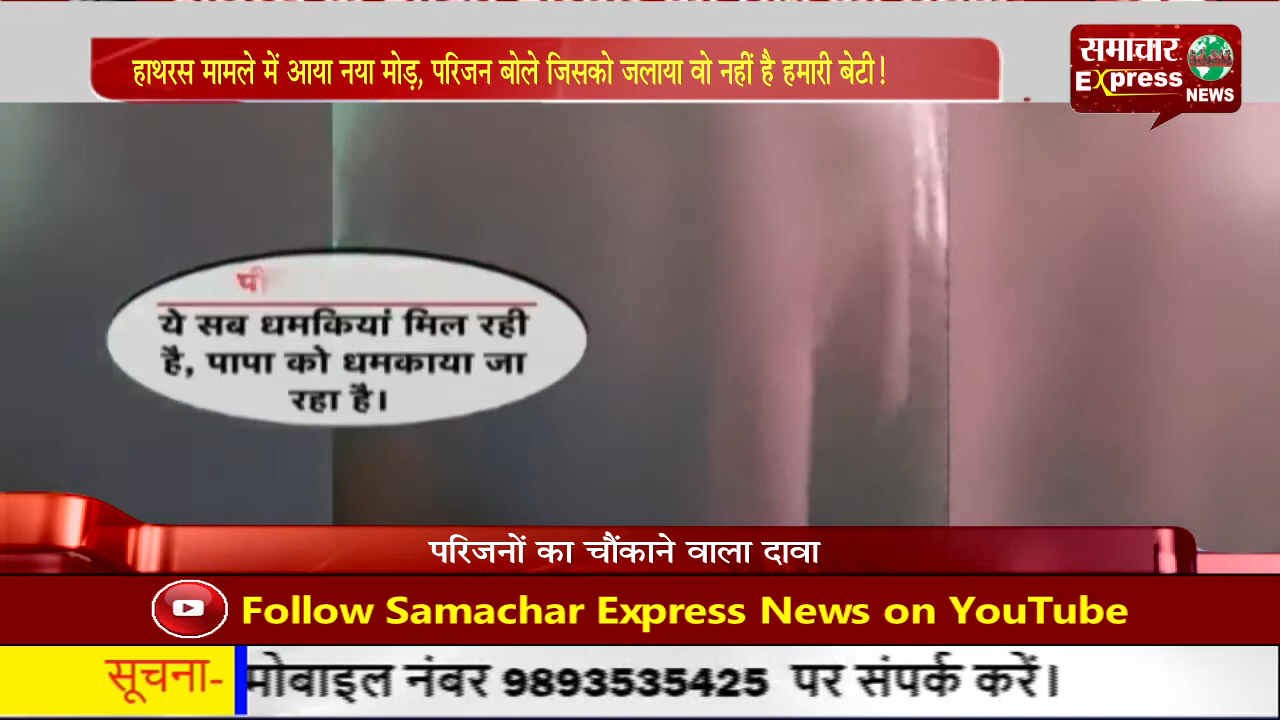 हाथरस मामले में आया नया मोड़, परिजन बोले जिसको जलाया वो नहीं है हमारी बेटी!
समाचार
Express
NEWS
ये सब धमकियां मिल रही
है, पापा को धमकाया जा
रहा है।
परिजनों का चौंकाने वाला दावा
Follow Samachar Express News on YouTube
सूचना- मोबाइल नंबर 9893535425 पर संपर्क करें।